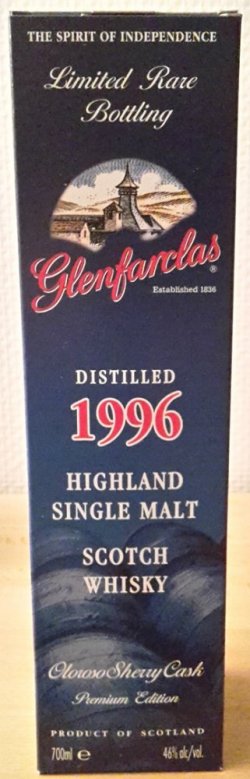 THE SPIRIT OF INDEPENDENCE
Limited Rare
Bottling
Glenfarclas®
Established 1836
DISTILLED
1996
HIGHLAND
SINGLE MALT
SCOTCH
WHISKY
Oloroso Sherry Cask
Premium Edition
PRODUCT OF SCOTLAND
700ml e 46% alc/vol.